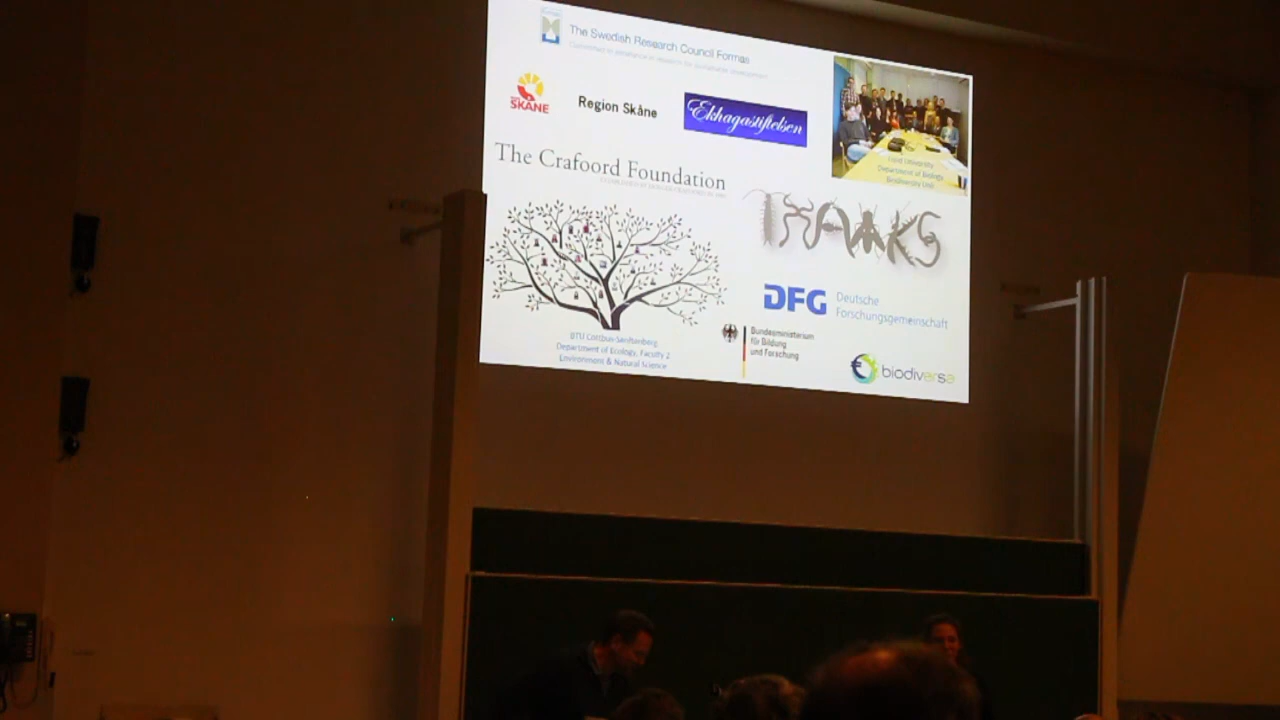 The Swedish Research Council Formas
SKÅNE
Region Skåne
Ekhagastiftelsen
Lund University
Department of Biology
Biodiversity Unit
The Crafoord Foundation
DFG Deutsche
Forschungsgemeinschaft
BTU Cottbus-Senftenberg
Department of Ecology, Faculty 2
Environment & Natural Science
Bundesministerium
für Bildung
und Forschung
biodiversa